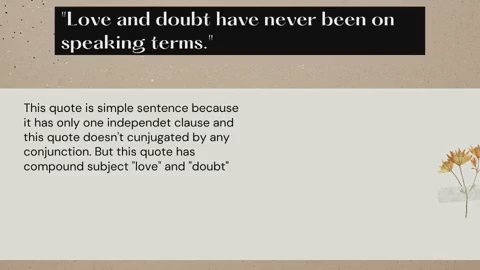 "Love and doubt have never been on
speaking terms."
This quote is simple sentence because
it has only one independet clause and
this quote doesn't cunjugated by any
conjunction. But this quote has
compound subject "love" and "doubt"